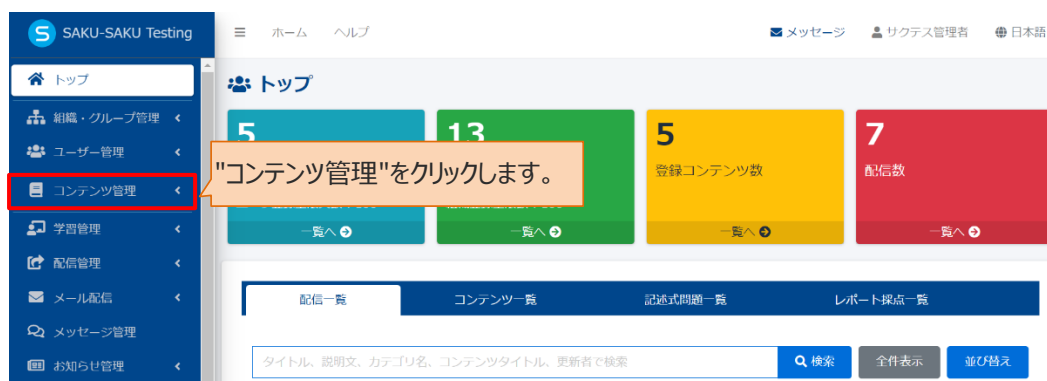 SAKU-SAKU Testing
ホーム ヘルプ
メッセージ サクテス管理者 日本語
トップ
トップ
組織・グループ管理
ユーザー管理
コンテンツ管理
学習管理
配信管理
メール配信
メッセージ管理
お知らせ管理
5
13
5
7
"コンテンツ管理"をクリックします。
登録コンテンツ数
配信数
一覧へ
一覧へ
一覧へ
一覧へ
配信一覧 コンテンツ一覧 記述式問題一覧 レポート採点一覧
タイトル、説明文、カテゴリ名、コンテンツタイトル、更新者で検索
検索 全件表示 並び替え